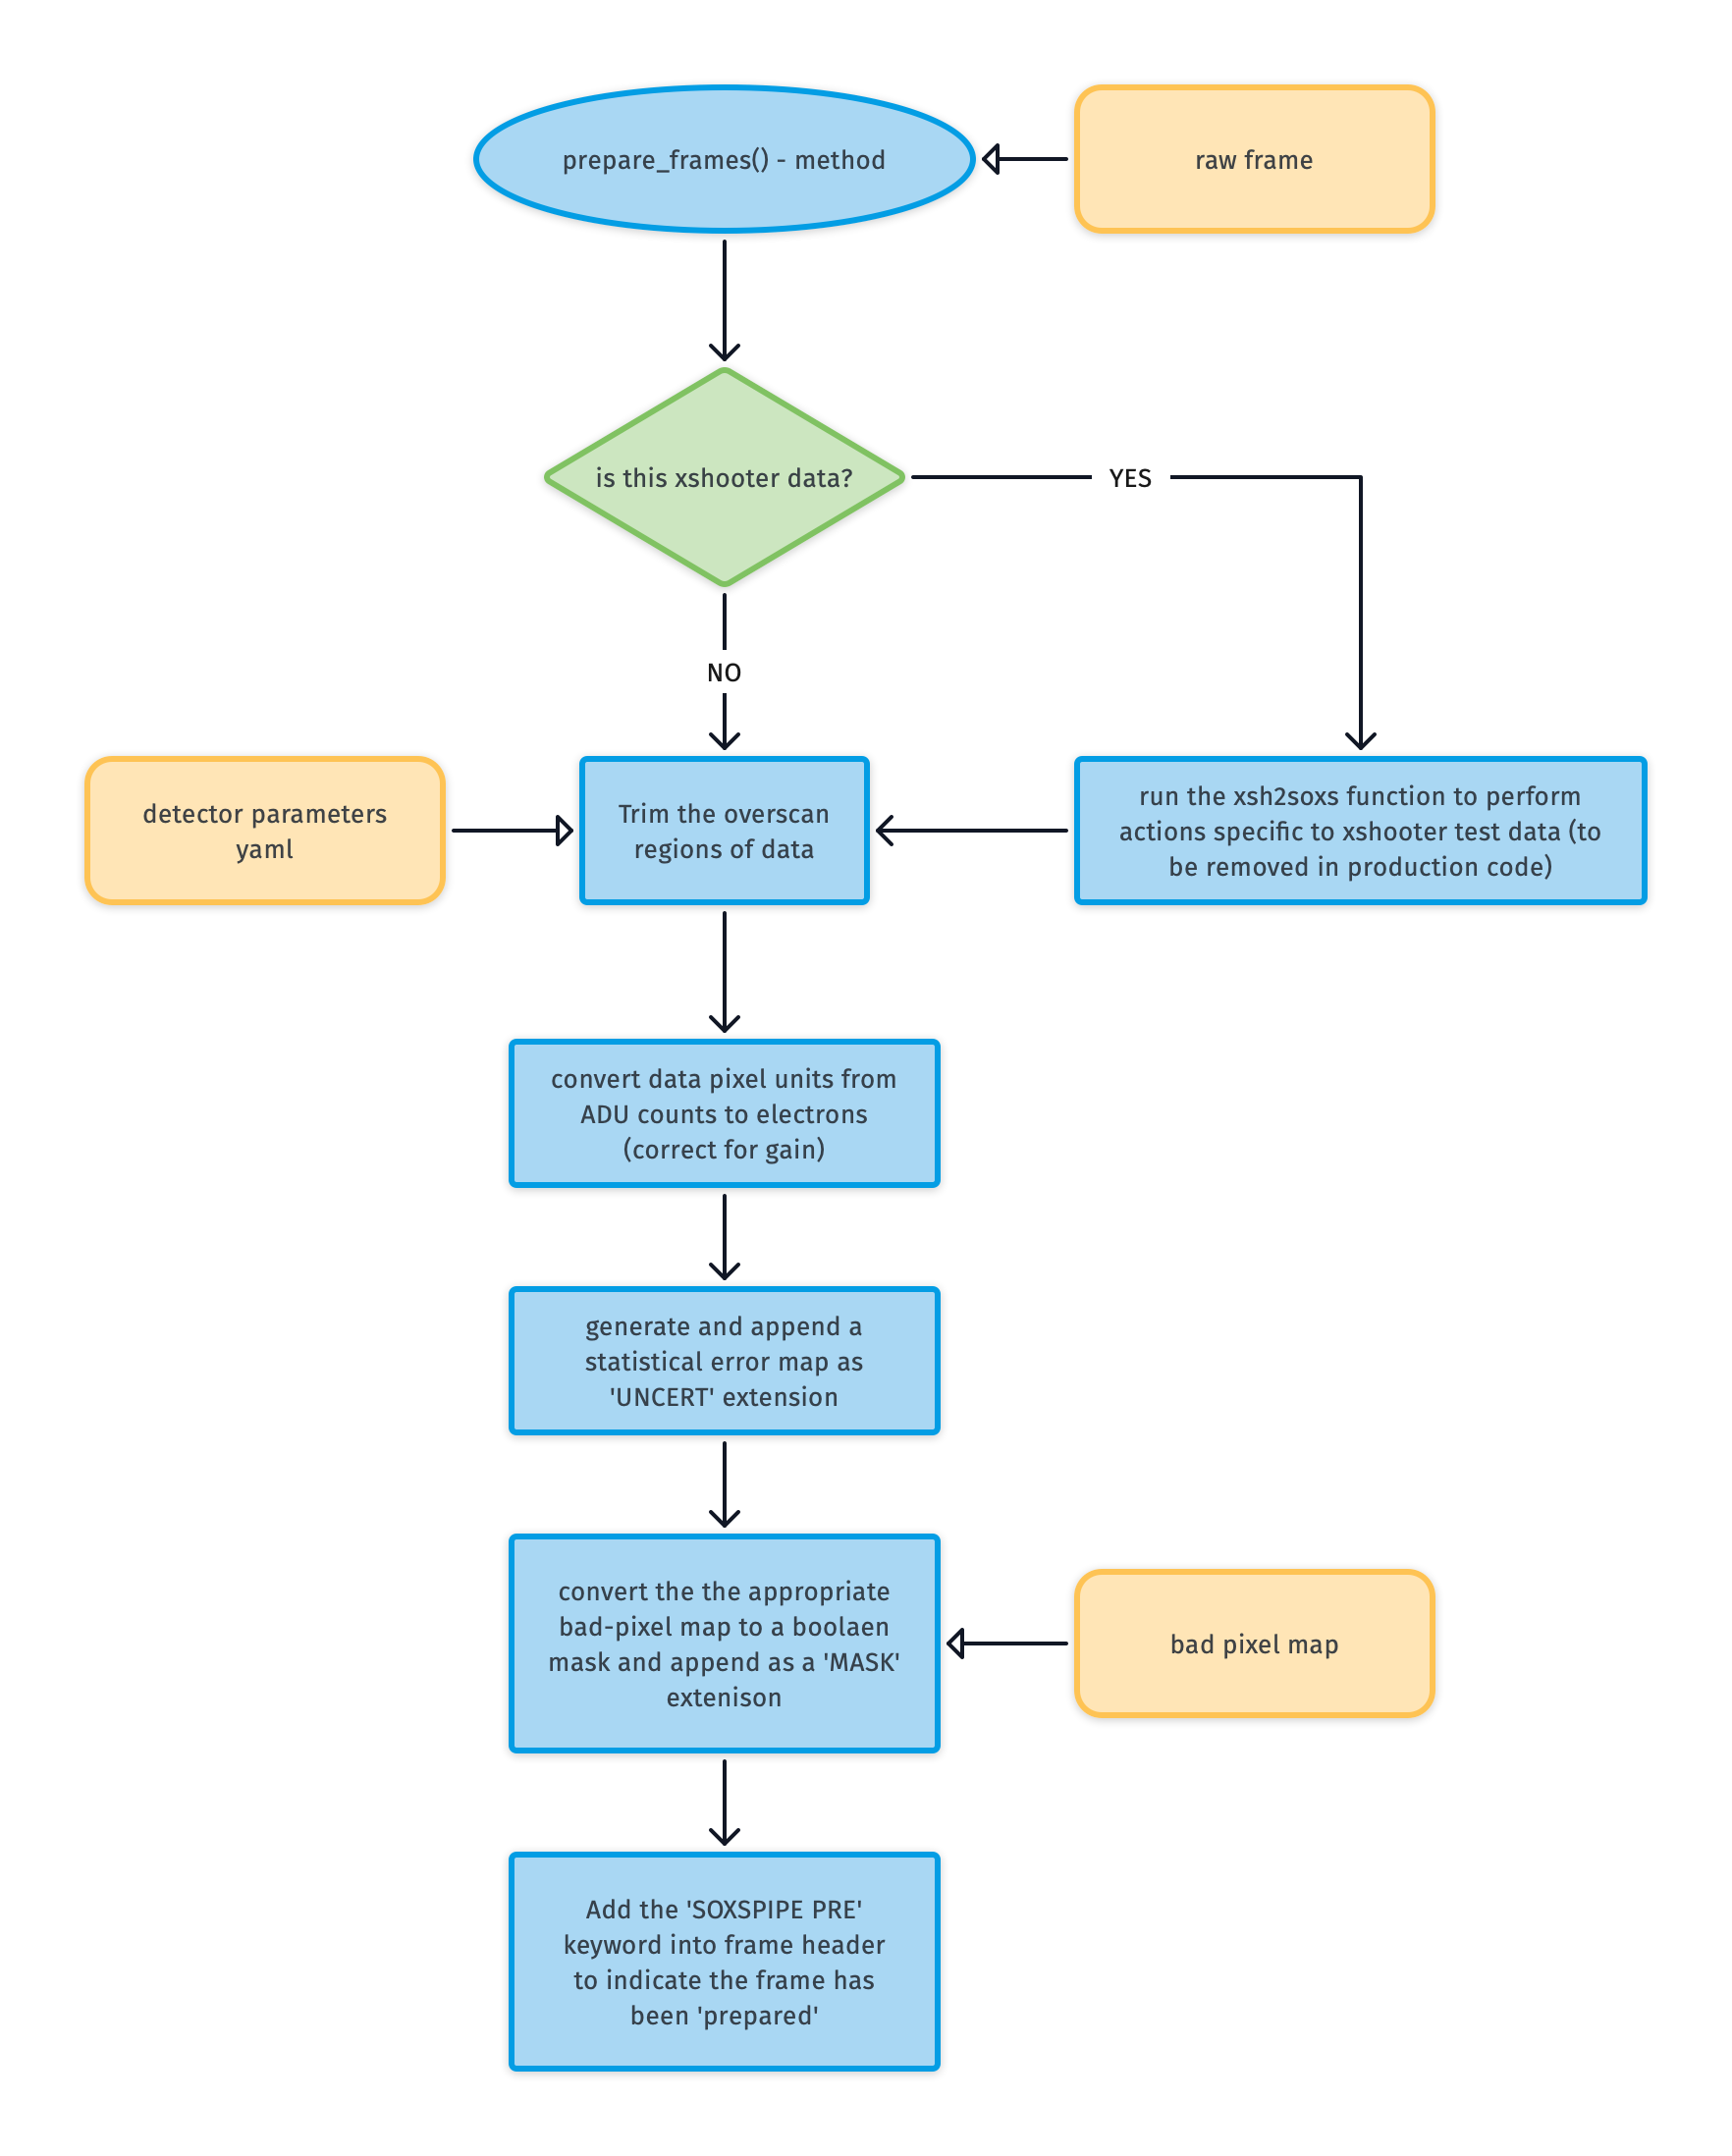 prepare_frames() - method
raw frame
is this xshooter data?
YES
NO
detector parameters
yaml
Trim the overscan
regions of data
run the xsh2soxs function to perform
actions specific to xshooter test data (to
be removed in production code)
convert data pixel units from
ADU counts to electrons
(correct for gain)
generate and append a
statistical error map as
'UNCERT' extension
convert the the appropriate
bad-pixel map to a boolaen
mask and append as a 'MASK'
extenison
bad pixel map
Add the 'SOXSPIPE PRE'
keyword into frame header
to indicate the frame has
been 'prepared'